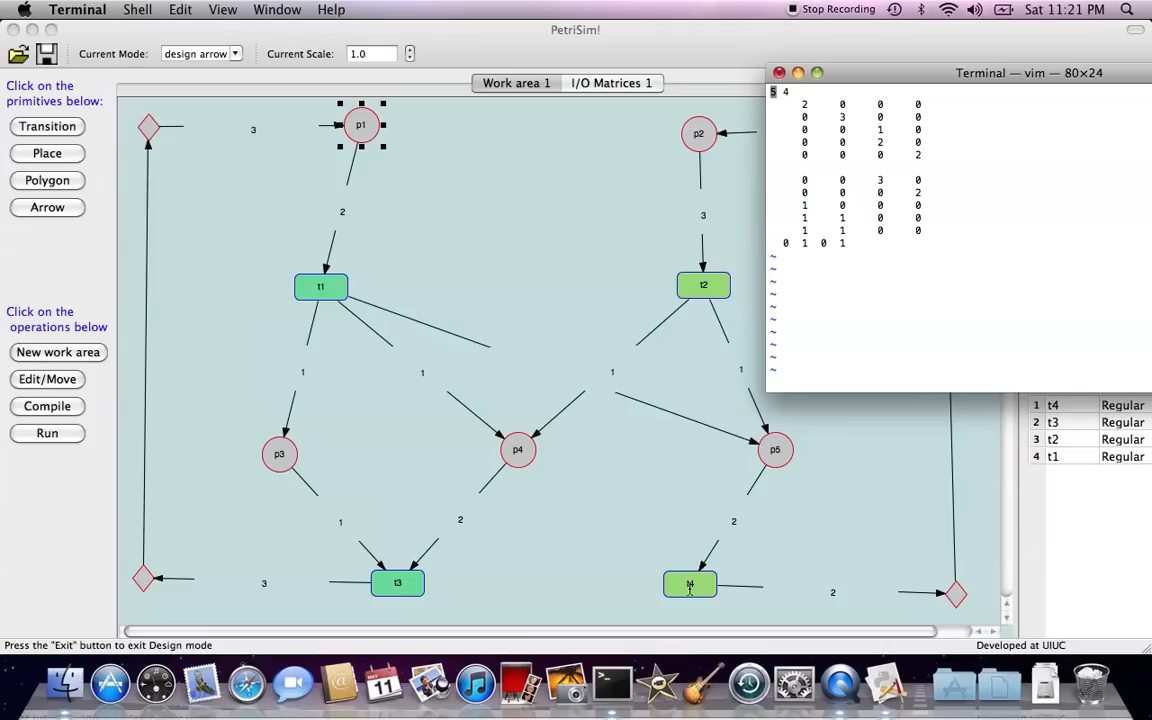 Terminal Shell Edit View Window Help Stop Recording Sat 11:21 PM
PetriSim!
Current Mode: design arrow Current Scale: 1.0
Work area 1 I/O Matrices 1
Click on the
primitives below:
Transition
Place
Polygon
Arrow
Click on the
operations below
New work area
Edit/Move
Compile
Run
3 p1 p2
2 3
t1 t2
1 1 1 1
p3 p4 p5
1 2 2
3 t3 t4 2
Terminal — vim — 80×24
5 4
2 0 0 0
0 3 0 0
0 0 1 0
0 0 2 0
0 0 0 2
0 0 3 0
0 0 0 2
1 0 0 0
1 1 0 0
1 1 0 0
0 1 0 1
~
~
~
~
~
~
~
~
~
~
1 t4 Regular
2 t3 Regular
3 t2 Regular
4 t1 Regular
Press the "Exit" button to exit Design mode Developed at UIUC
MAY
11